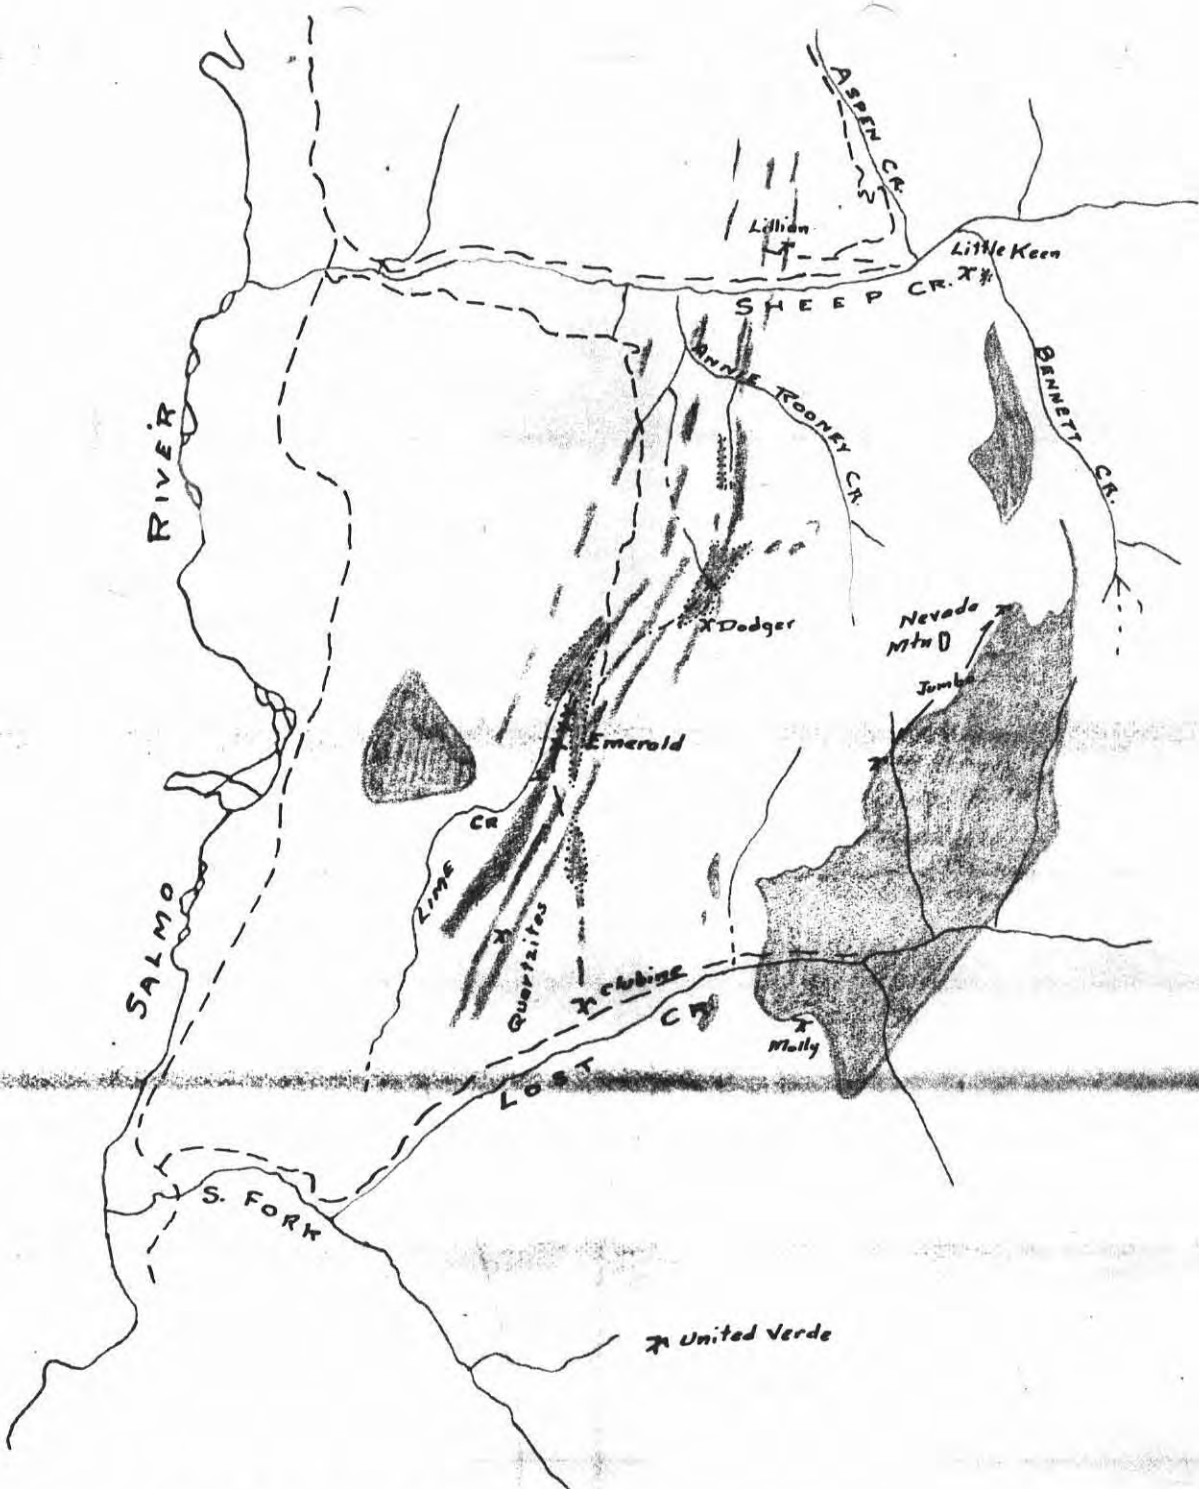 ASPEN CR.
Lillian
Little Keen
SHEEP CR.
ANNIE ROONEY CR.
BENNETT CR.
SALMO RIVER
Dodger
Nevada
Mtn
Jumbo
Emerald
LIME CR
Quartzites
Clubine
LOST CR
Molly
S. FORK
United Verde